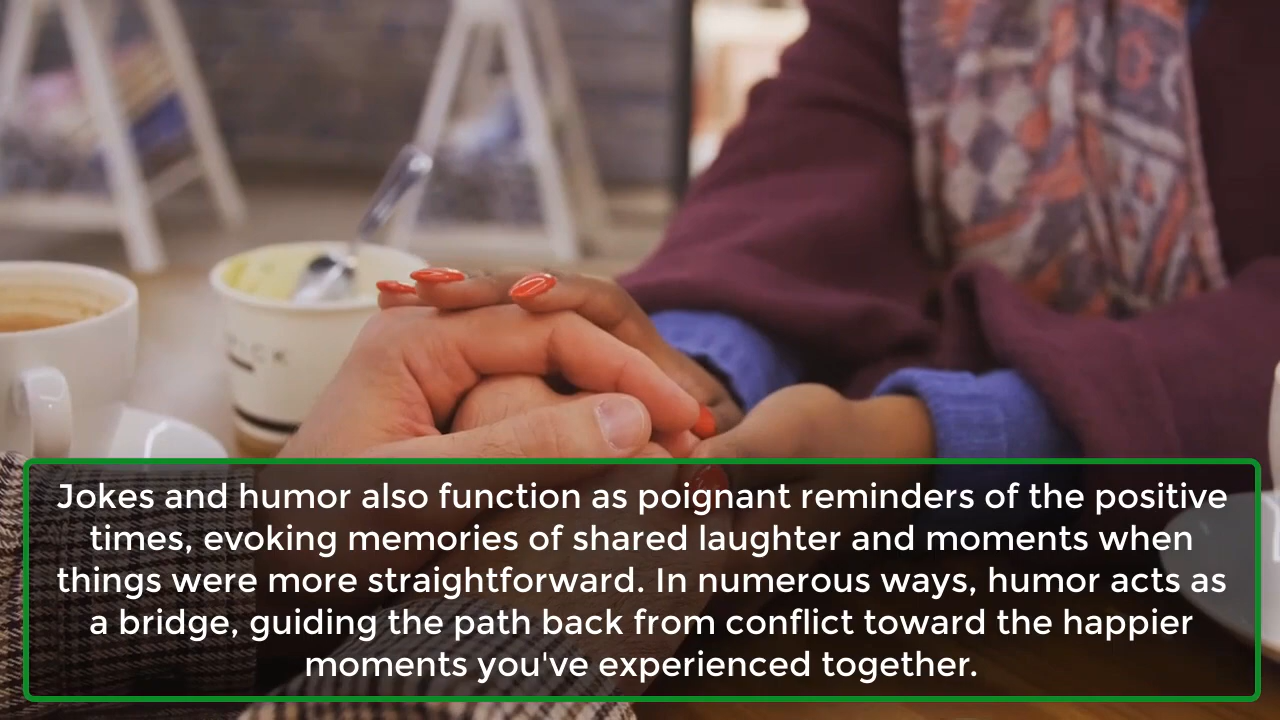 Jokes and humor also function as poignant reminders of the positive
times, evoking memories of shared laughter and moments when
things were more straightforward. In numerous ways, humor acts as
a bridge, guiding the path back from conflict toward the happier
moments you've experienced together.